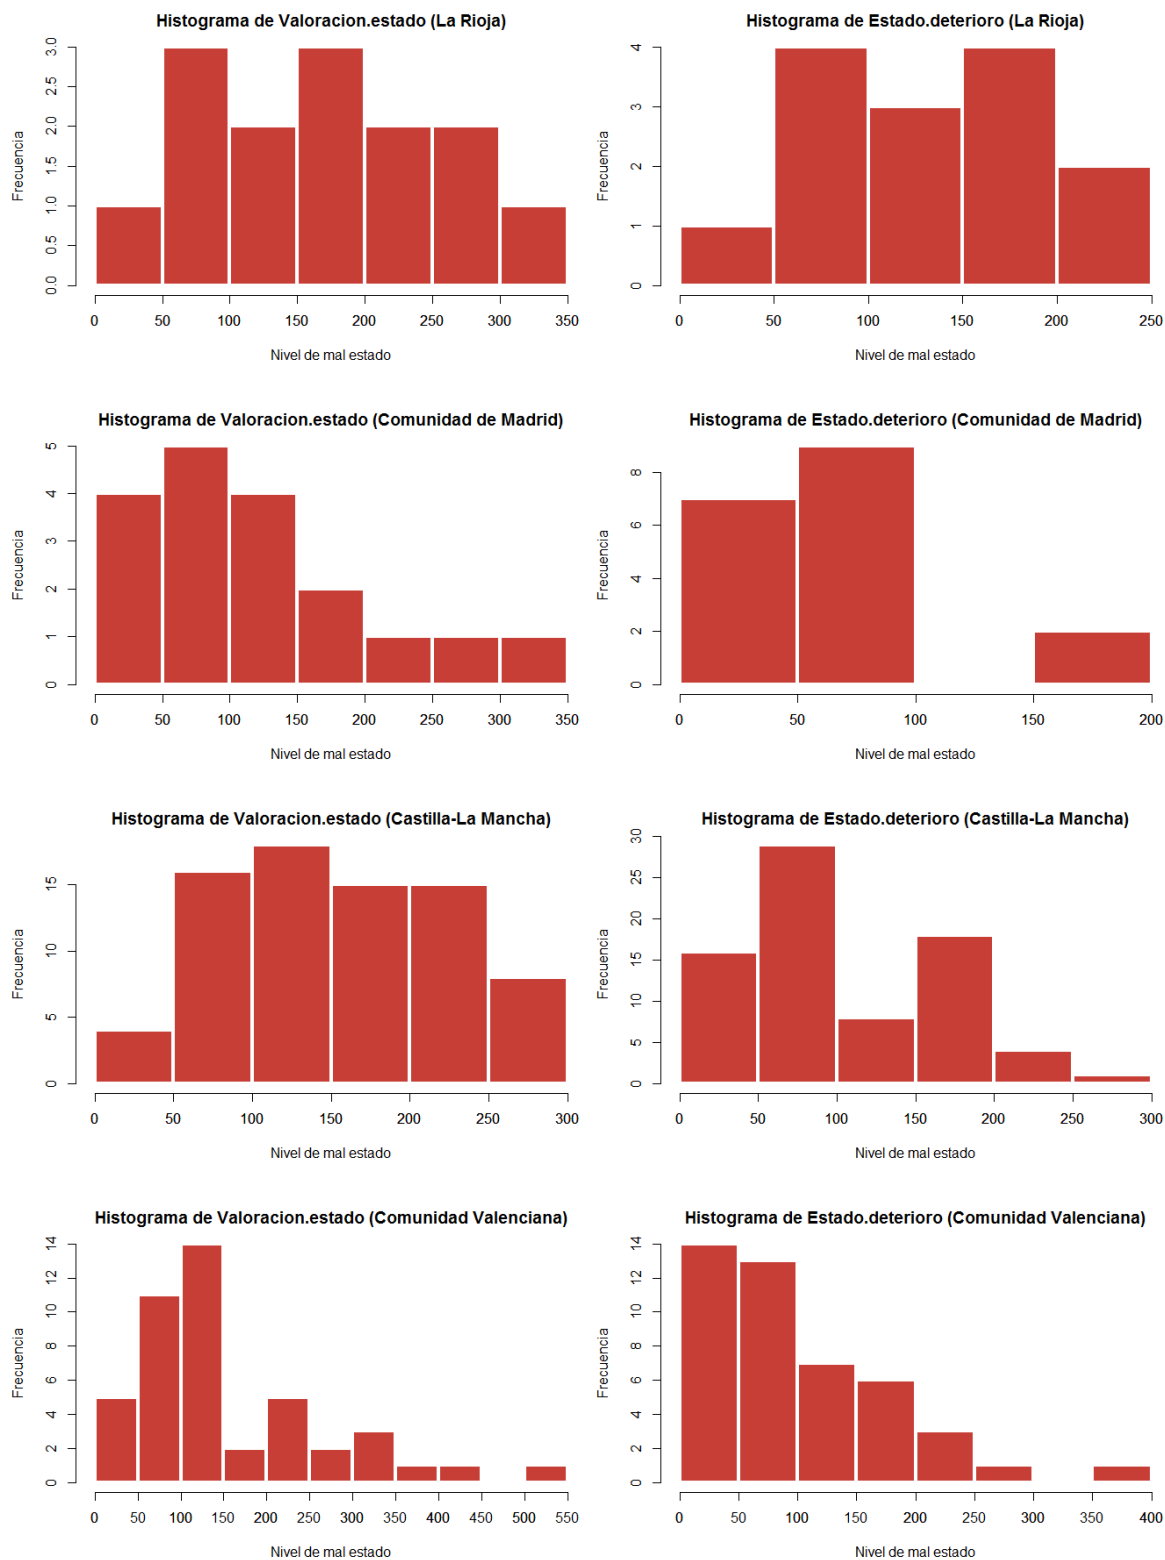 Histograma de Valoracion.estado (La Rioja)
Frecuencia
0.0 0.5 1.0 1.5 2.0 2.5 3.0
0 50 100 150 200 250 300 350
Nivel de mal estado
Histograma de Estado.deterioro (La Rioja)
Frecuencia
0 1 2 3 4
0 50 100 150 200 250
Nivel de mal estado
Histograma de Valoracion.estado (Comunidad de Madrid)
Frecuencia
0 1 2 3 4 5
0 50 100 150 200 250 300 350
Nivel de mal estado
Histograma de Estado.deterioro (Comunidad de Madrid)
Frecuencia
0 2 4 6 8
0 50 100 150 200
Nivel de mal estado
Histograma de Valoracion.estado (Castilla-La Mancha)
Frecuencia
0 5 10 15
0 50 100 150 200 250 300
Nivel de mal estado
Histograma de Estado.deterioro (Castilla-La Mancha)
Frecuencia
0 5 10 15 20 25 30
0 50 100 150 200 250 300
Nivel de mal estado
Histograma de Valoracion.estado (Comunidad Valenciana)
Frecuencia
0 2 4 6 8 10 12 14
0 50 100 150 200 250 300 350 400 450 500 550
Nivel de mal estado
Histograma de Estado.deterioro (Comunidad Valenciana)
Frecuencia
0 2 4 6 8 10 12 14
0 50 100 150 200 250 300 350 400
Nivel de mal estado